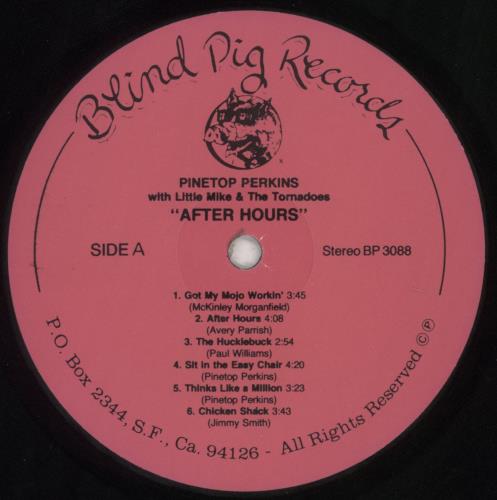 Blind Pig Records
PINETOP PERKINS
with Little Mike & The Tornadoes
"AFTER HOURS"
SIDE A
Stereo BP 3088
1. Got My Mojo Workin' 3:45
(McKinley Morganfield)
2. After Hours 4:08
(Avery Parrish)
3. The Hucklebuck 2:54
(Paul Williams)
4. Sit in the Easy Chair 4:20
(Pinetop Perkins)
5. Thinks Like a Million 3:23
(Pinetop Perkins)
6. Chicken Shack 3:43
(Jimmy Smith)
P.O. Box 2344, S.F., Ca. 94126 - All Rights Reserved © ℗